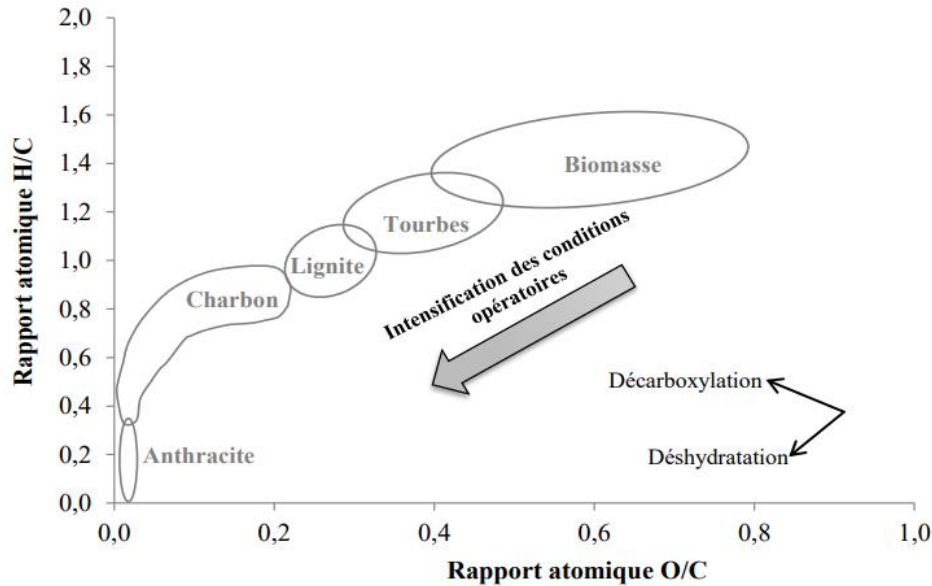 2,0
1,8
1,6
1,4
1,2
1,0
0,8
0,6
0,4
0,2
0,0
Rapport atomique H/C
Biomasse
Tourbes
Lignite
Charbon
Anthracite
Intensification des conditions
opératoires
Décarboxylation
Déshydratation
0,0 0,2 0,4 0,6 0,8 1,0
Rapport atomique O/C